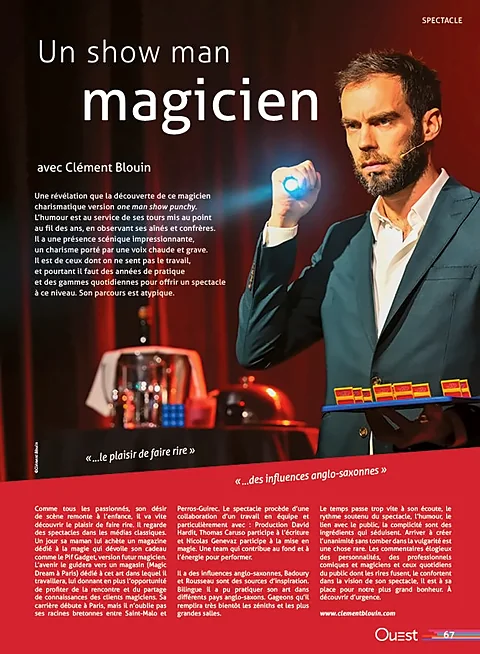 SPECTACLE
Un show man
magicien
avec Clément Blouin
Une révélation que la découverte de ce magicien
charismatique version one man show punchy.
L'humour est au service de ses tours mis au point
au fil des ans, en observant ses aînés et confrères.
Il a une présence scénique impressionnante,
un charisme porté par une voix chaude et grave.
Il est de ceux dont on ne sent pas le travail,
et pourtant il faut des années de pratique
et des gammes quotidiennes pour offrir un spectacle
à ce niveau. Son parcours est atypique.
©Clément Blouin
« ...le plaisir de faire rire »
« ...des influences anglo-saxonnes »
Comme tous les passionnés, son désir
de scène remonte à l'enfance, il va vite
découvrir le plaisir de faire rire. Il regarde
des spectacles dans les médias classiques.
Un jour sa maman lui achète un magazine
dédié à la magie qui dévoile son cadeau
comme le Pif Gadget, version futur magicien.
L'avenir le guidera vers un magasin (Magic
Dream à Paris) dédié à cet art dans lequel il
travaillera, lui donnant en plus l'opportunité
de profiter de la rencontre et du partage
de connaissances des clients magiciens. Sa
carrière débute à Paris, mais il n'oublie pas
ses racines bretonnes entre Saint-Malo et
Perros-Guirec. Le spectacle procède d'une
collaboration d'un travail en équipe et
particulièrement avec : Production David
Hardit, Thomas Caruso participe à l'écriture
et Nicolas Genevaz participe à la mise en
magie. Une team qui contribue au fond et à
l'énergie pour performer.
Il a des influences anglo-saxonnes, Badoury
et Rousseau sont des sources d'inspiration.
Bilingue il a pu pratiquer son art dans
différents pays anglo-saxons. Gageons qu'il
remplira très bientôt les zéniths et les plus
grandes salles.
Le temps passe trop vite à son écoute, le
rythme soutenu du spectacle, l'humour, le
lien avec le public, la complicité sont des
ingrédients qui séduisent. Arriver à créer
l'unanimité sans tomber dans la vulgarité est
une chose rare. Les commentaires élogieux
des personnalités, des professionnels
comiques et magiciens et ceux quotidiens
du public dont les rires fusent, le confortent
dans la vision de son spectacle, il est à sa
place pour notre plus grand bonheur. À
découvrir d'urgence.
www.clementblouin.com
Ouest 67